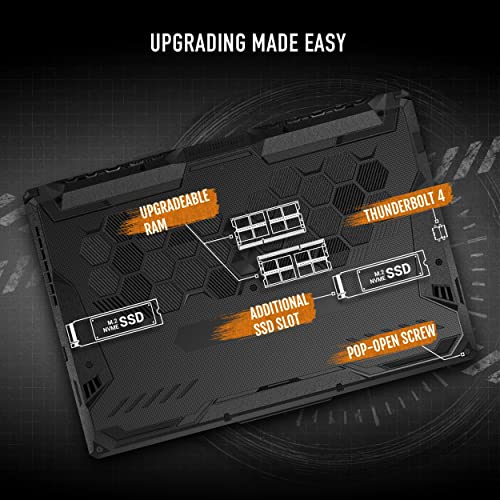 UPGRADING MADE EASY
UPGRADEABLE
RAM
THUNDERBOLT 4
M.2
NVME SSD
M.2
NVME SSD
ADDITIONAL
SSD SLOT
POP-OPEN SCREW